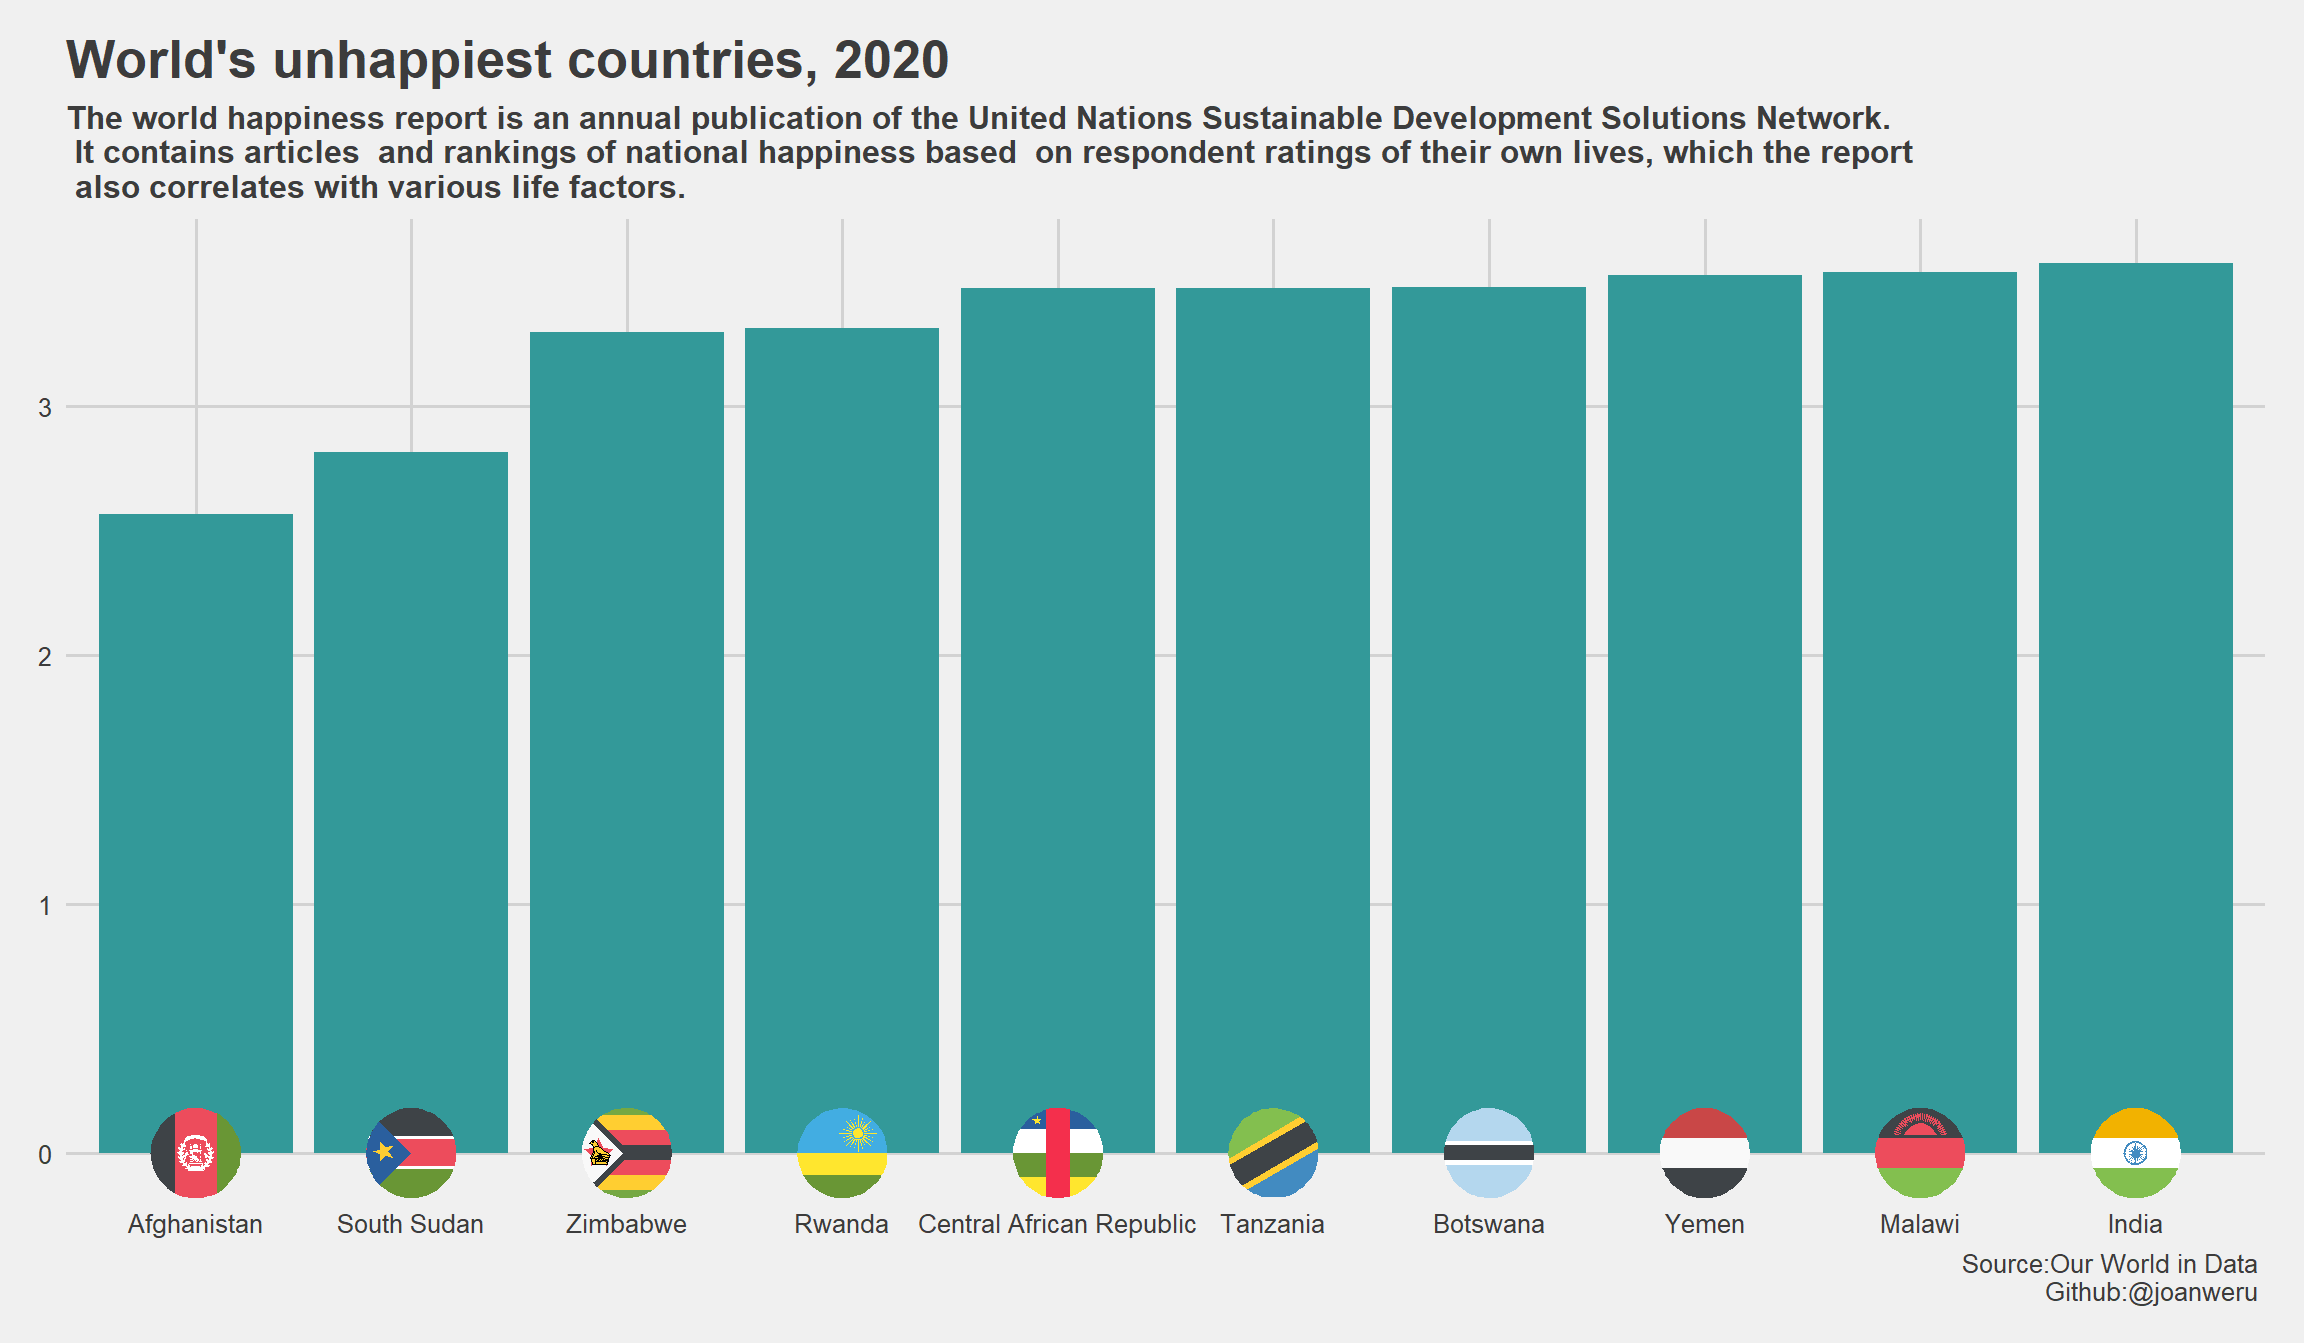 World's unhappiest countries, 2020
The world happiness report is an annual publication of the United Nations Sustainable Development Solutions Network.
It contains articles  and rankings of national happiness based  on respondent ratings of their own lives, which the report
also correlates with various life factors.
3
2
1
0
Afghanistan South Sudan Zimbabwe Rwanda Central African Republic Tanzania Botswana Yemen Malawi India
Source:Our World in Data
Github:@joanweru